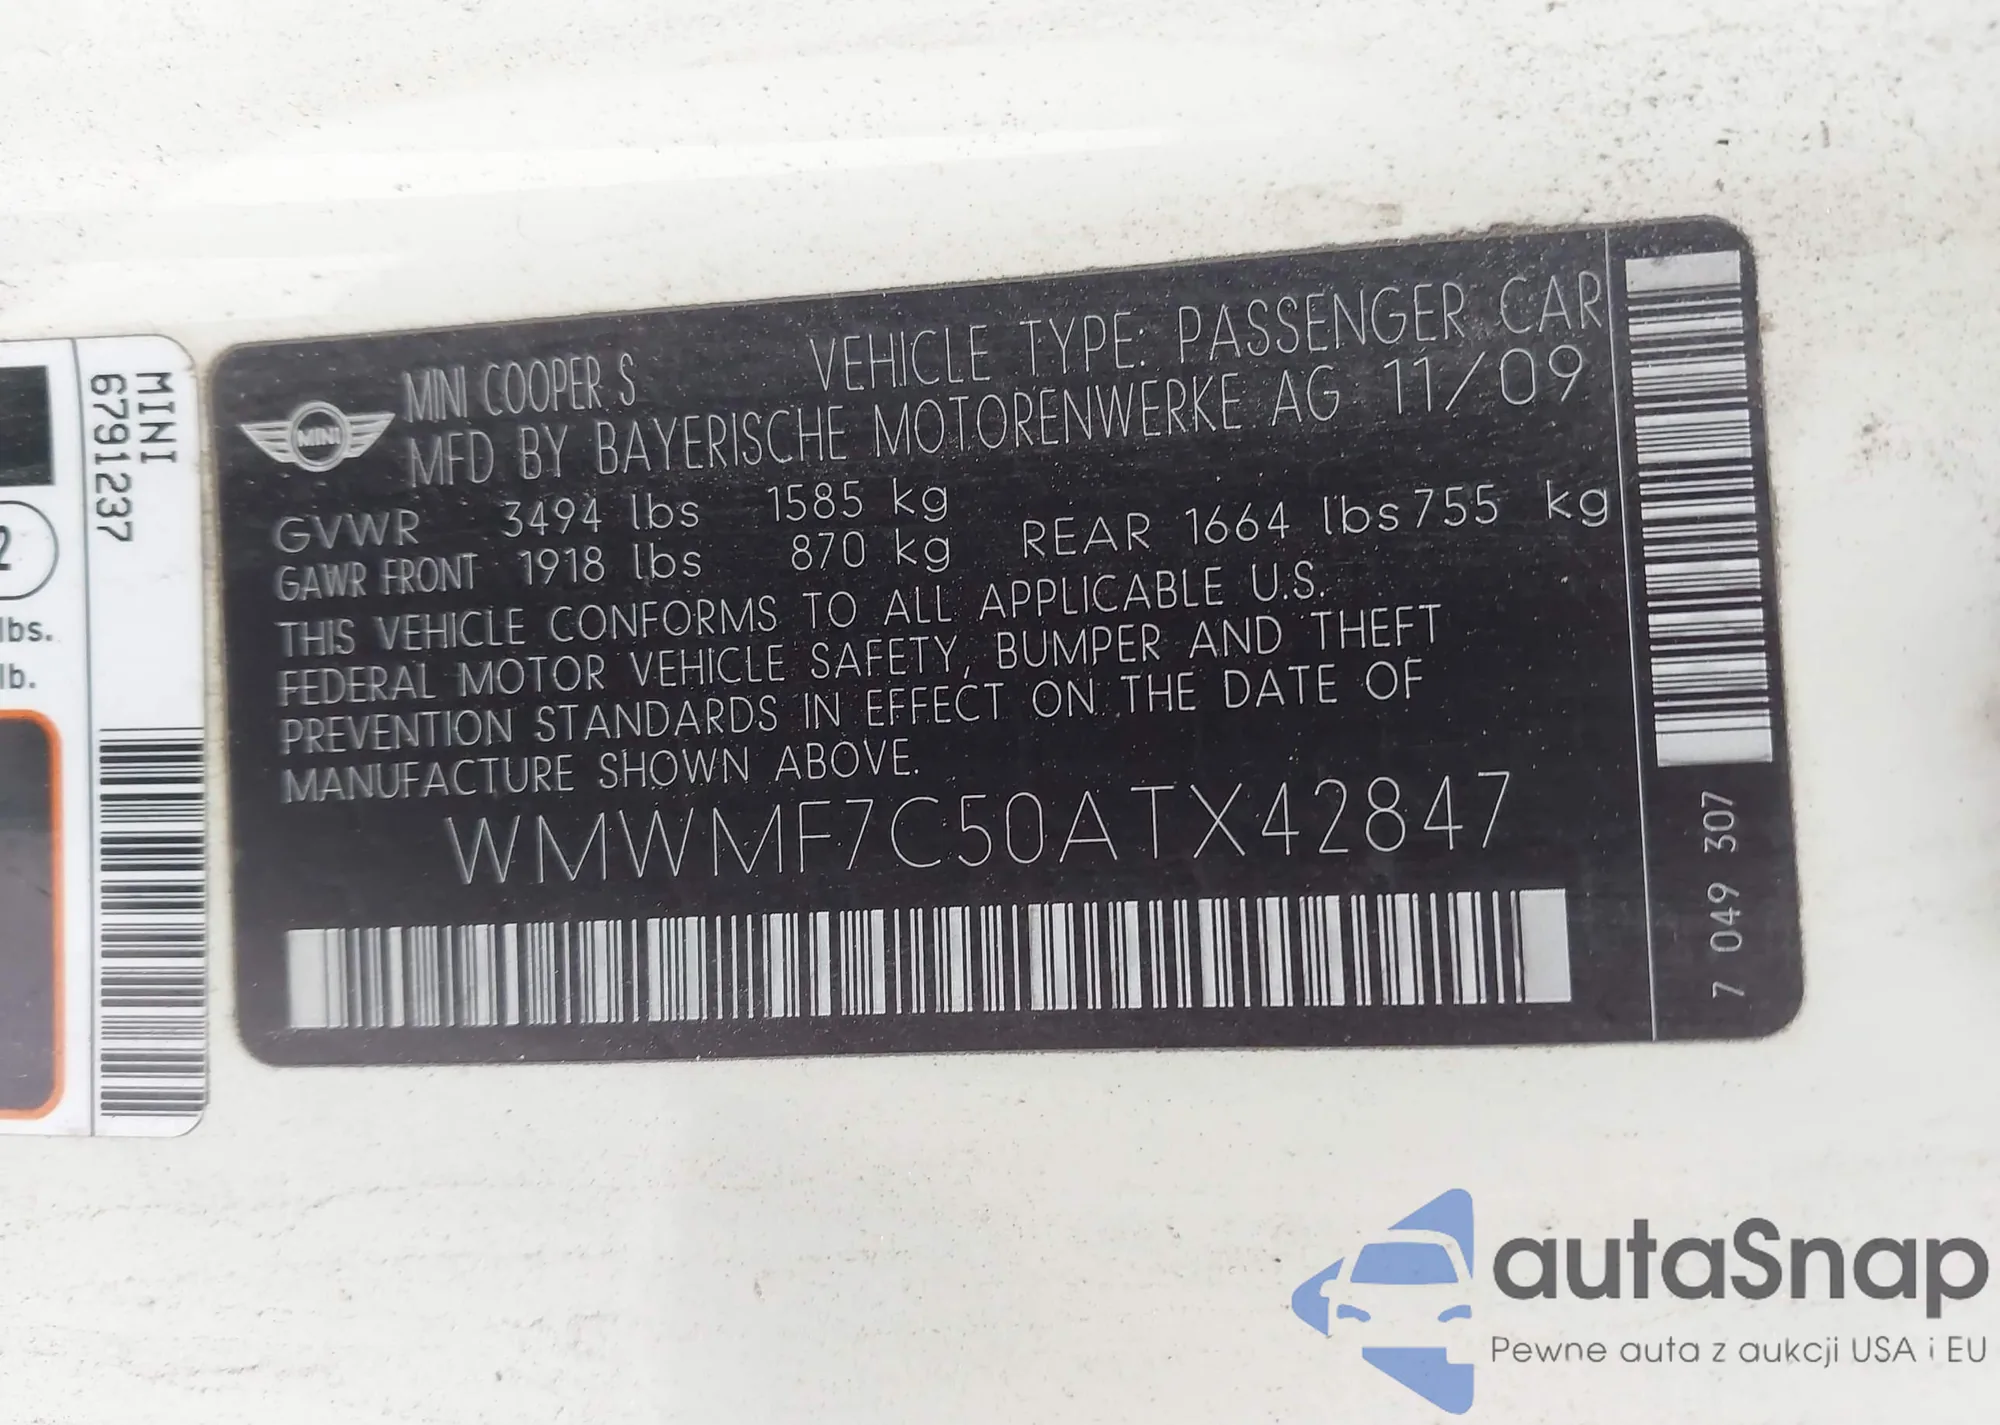 MINI
6791237
2
lbs.
lb.
MINI
MINI COOPER S VEHICLE TYPE: PASSENGER CAR
MFD BY BAYERISCHE MOTORENWERKE AG 11/09
GVWR 3494 lbs 1585 kg
GAWR FRONT 1918 lbs 870 kg REAR 1664 lbs 755 kg
THIS VEHICLE CONFORMS TO ALL APPLICABLE U.S.
FEDERAL MOTOR VEHICLE SAFETY, BUMPER AND THEFT
PREVENTION STANDARDS IN EFFECT ON THE DATE OF
MANUFACTURE SHOWN ABOVE.
WMWMF7C50ATX42847
7 049 307
autaSnap
Pewne auta z aukcji USA i EU